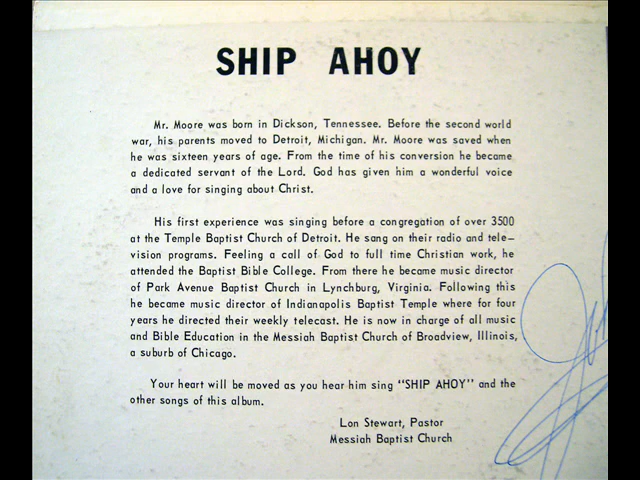 SHIP AHOY
Mr. Moore was born in Dickson, Tennessee. Before the second world
war, his parents moved to Detroit, Michigan. Mr. Moore was saved when
he was sixteen years of age. From the time of his conversion he became
a dedicated servant of the Lord. God has given him a wonderful voice
and a love for singing about Christ.
His first experience was singing before a congregation of over 3500
at the Temple Baptist Church of Detroit. He sang on their radio and tele-
vision programs. Feeling a call of God to full time Christian work, he
attended the Baptist Bible College. From there he became music director
of Park Avenue Baptist Church in Lynchburg, Virginia. Following this
he became music director of Indianapolis Baptist Temple where for four
years he directed their weekly telecast. He is now in charge of all music
and Bible Education in the Messiah Baptist Church of Broadview, Illinois,
a suburb of Chicago.
Your heart will be moved as you hear him sing "SHIP AHOY" and the
other songs of this album.
Lon Stewart, Pastor
Messiah Baptist Church